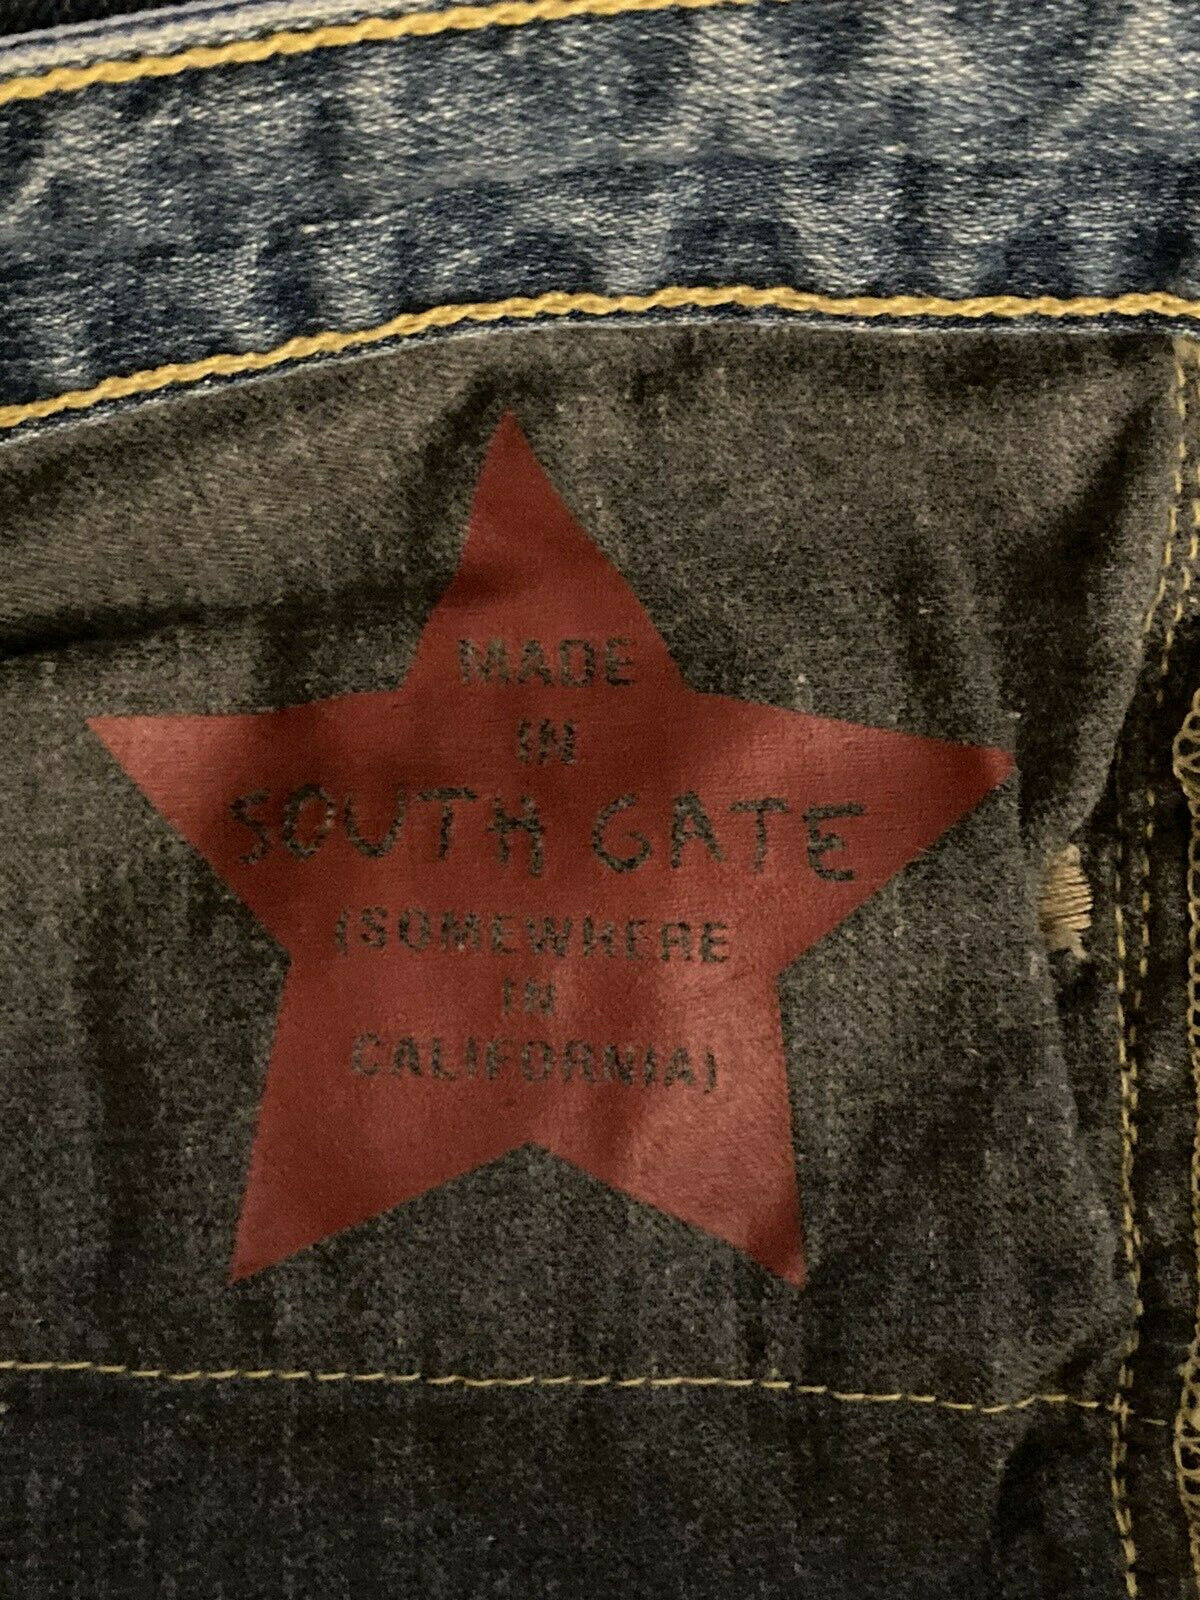 MADE
IN
SOUTH GATE
(SOMEWHERE
IN
CALIFORNIA)